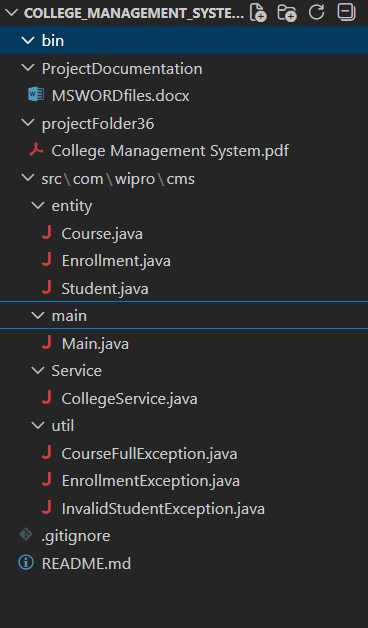 COLLEGE_MANAGEMENT_SYSTE...
bin
ProjectDocumentation
MSWORDfiles.docx
projectFolder36
College Management System.pdf
src\com\wipro\cms
entity
Course.java
Enrollment.java
Student.java
main
Main.java
Service
CollegeService.java
util
CourseFullException.java
EnrollmentException.java
InvalidStudentException.java
.gitignore
README.md